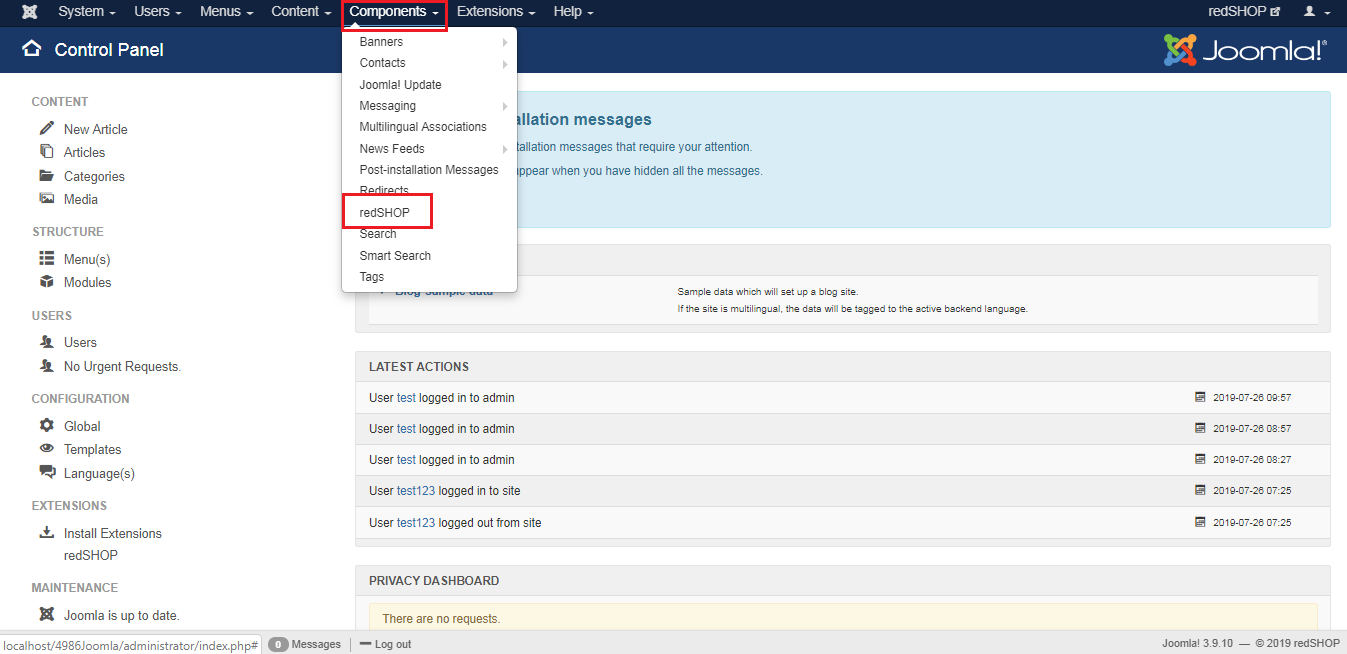 System Users Menus Content Components Extensions Help redSHOP
Control Panel
Joomla!®
CONTENT
New Article
Articles
Categories
Media
STRUCTURE
Menu(s)
Modules
USERS
Users
No Urgent Requests.
CONFIGURATION
Global
Templates
Language(s)
EXTENSIONS
Install Extensions
redSHOP
MAINTENANCE
Joomla is up to date.
Banners
Contacts
Joomla! Update
Messaging
Multilingual Associations
News Feeds
Post-installation Messages
Redirects
redSHOP
Search
Smart Search
Tags
allation messages
tallation messages that require your attention.
appear when you have hidden all the messages.
Blog Sample data
Sample data which will set up a blog site.
If the site is multilingual, the data will be tagged to the active backend language.
LATEST ACTIONS
User test logged in to admin 2019-07-26 09:57
User test logged in to admin 2019-07-26 08:57
User test logged in to admin 2019-07-26 08:27
User test123 logged in to site 2019-07-26 07:25
User test123 logged out from site 2019-07-26 07:25
PRIVACY DASHBOARD
There are no requests.
localhost/4986Joomla/administrator/index.php# 0 Messages Log out Joomla! 3.9.10 — © 2019 redSHOP